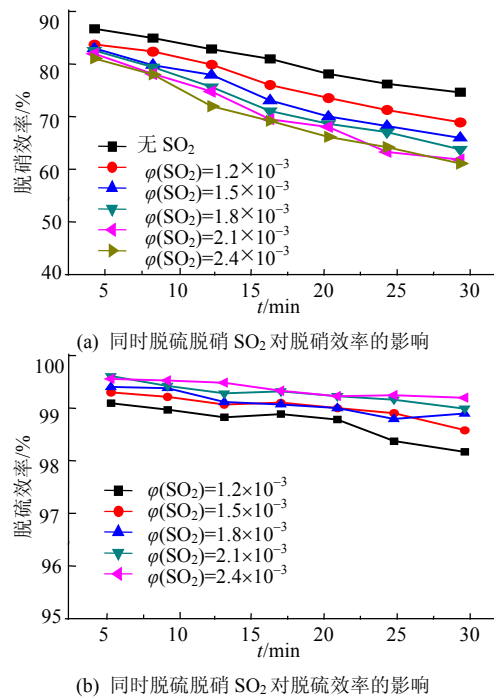 90
80
70
60
50
40
脱硝效率/%
无 SO₂
φ(SO₂)=1.2×10⁻³
φ(SO₂)=1.5×10⁻³
φ(SO₂)=1.8×10⁻³
φ(SO₂)=2.1×10⁻³
φ(SO₂)=2.4×10⁻³
5 10 15 20 25 30
t/min
(a) 同时脱硫脱硝 SO₂ 对脱硝效率的影响
100
99
98
97
96
95
脱硫效率/%
φ(SO₂)=1.2×10⁻³
φ(SO₂)=1.5×10⁻³
φ(SO₂)=1.8×10⁻³
φ(SO₂)=2.1×10⁻³
φ(SO₂)=2.4×10⁻³
5 10 15 20 25 30
t/min
(b) 同时脱硫脱硝 SO₂ 对脱硫效率的影响